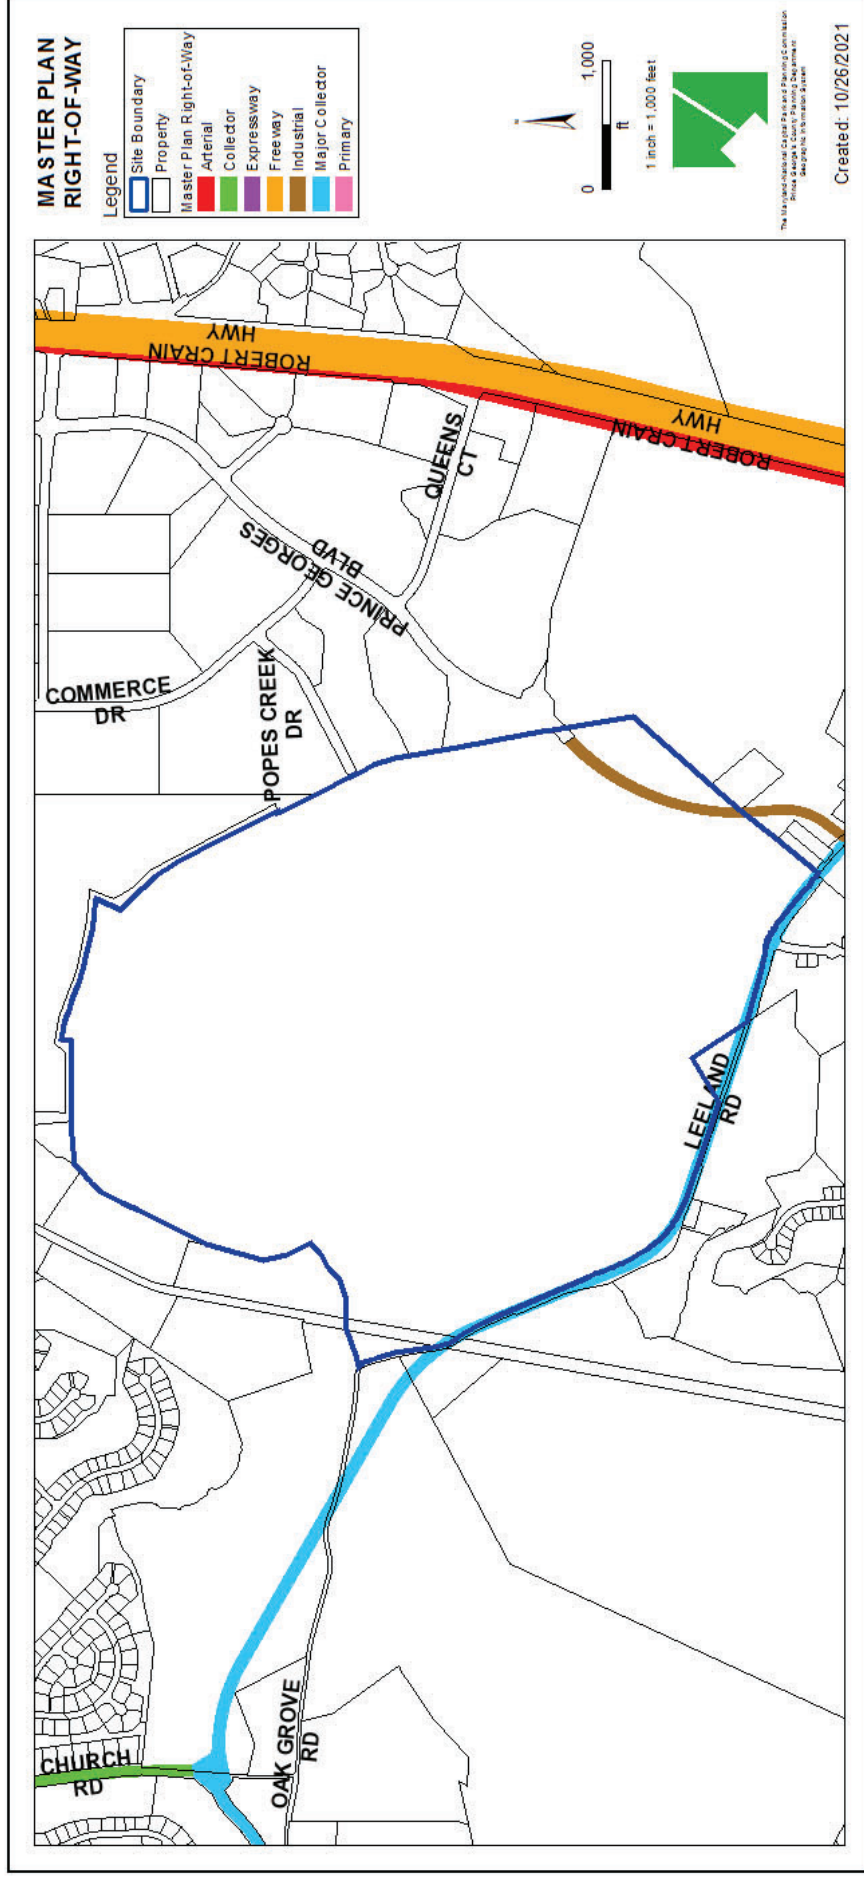 MASTER PLAN
RIGHT-OF-WAY
Legend
Site Boundary
Property
Master Plan Right-of-Way
Arterial
Collector
Expressway
Freeway
Industrial
Major Collector
Primary
N
0
1,000
ft
1 inch = 1,000 feet
The Maryland-National Capital Park and Planning Commission
Prince George's County Planning Department
Geographic Information System
Created: 10/26/2021
ROBERT CRAIN
HWY
ROBERT CRAIN
HWY
QUEENS
CT
PRINCE GEORGES
BLVD
COMMERCE
DR
POPES CREEK
DR
LEELAND
RD
OAK GROVE
RD
CHURCH
RD